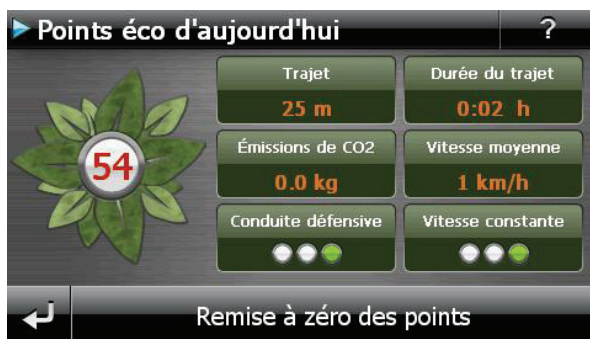 Points éco d'aujourd'hui ?
54
Trajet
25 m
Durée du trajet
0:02 h
Émissions de CO2
0.0 kg
Vitesse moyenne
1 km/h
Conduite défensive
Vitesse constante
Remise à zéro des points